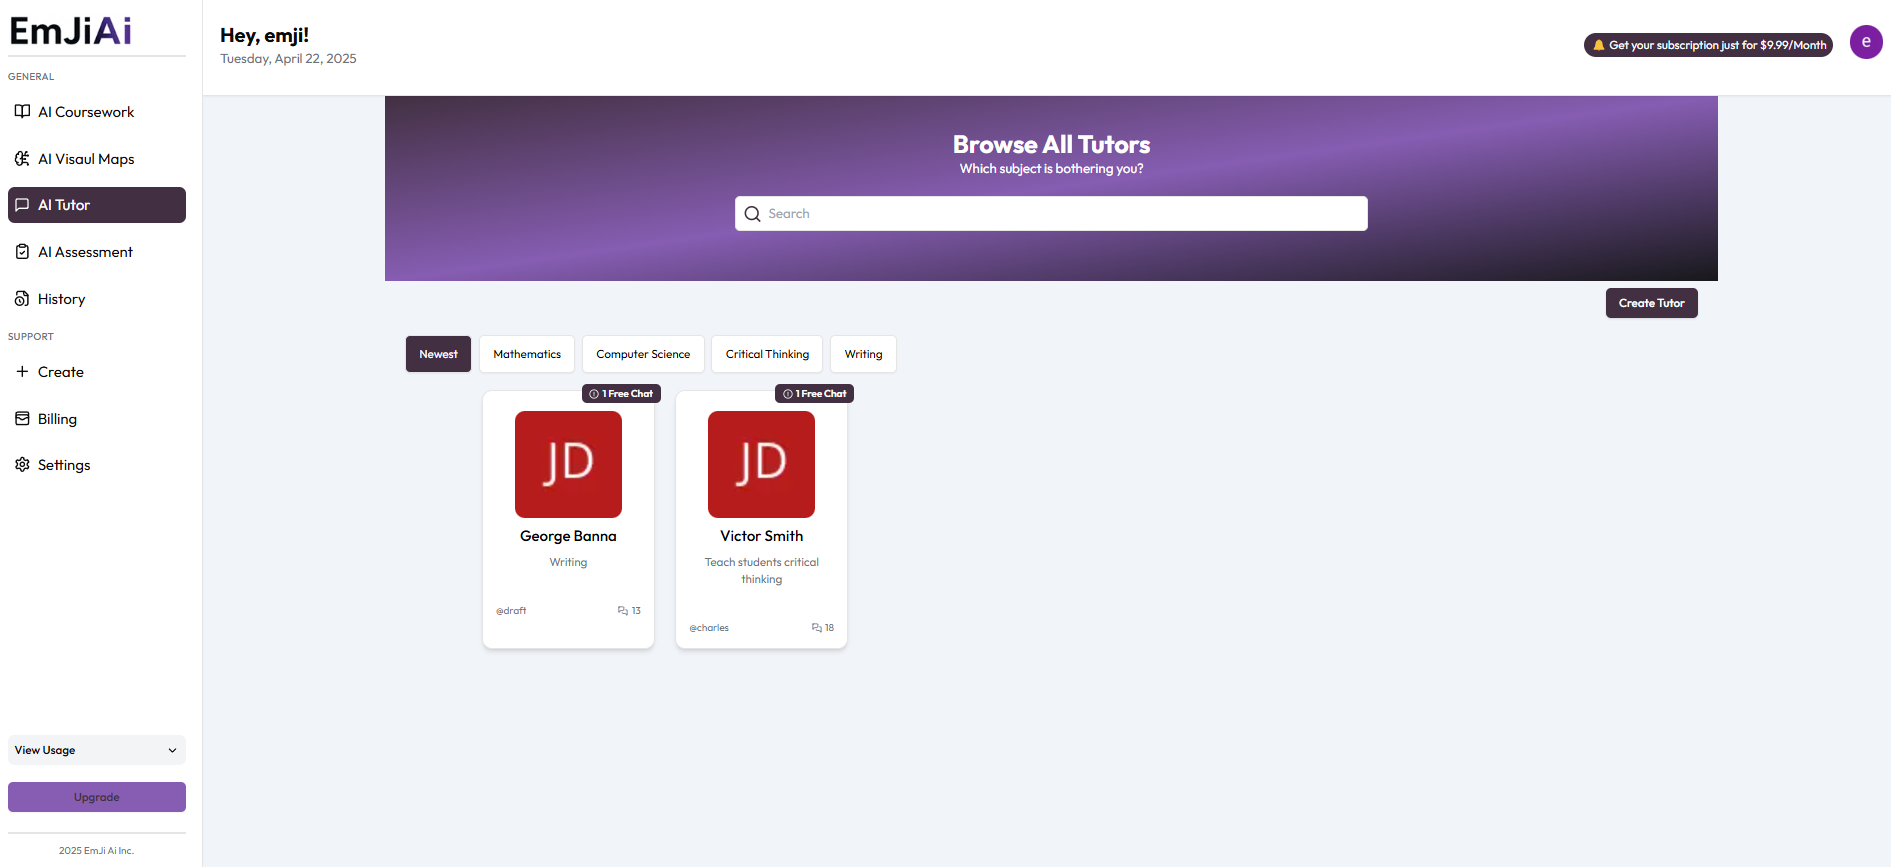 EmJiAi
GENERAL
AI Coursework
AI Visaul Maps
AI Tutor
AI Assessment
History
SUPPORT
Create
Billing
Settings
View Usage
Upgrade
2025 EmJi Ai Inc.
Hey, emji!
Tuesday, April 22, 2025
Get your subscription just for $9.99/Month
e
Browse All Tutors
Which subject is bothering you?
Search
Create Tutor
Newest
Mathematics
Computer Science
Critical Thinking
Writing
1 Free Chat
JD
George Banna
Writing
@draft
13
1 Free Chat
JD
Victor Smith
Teach students critical
thinking
@charles
18